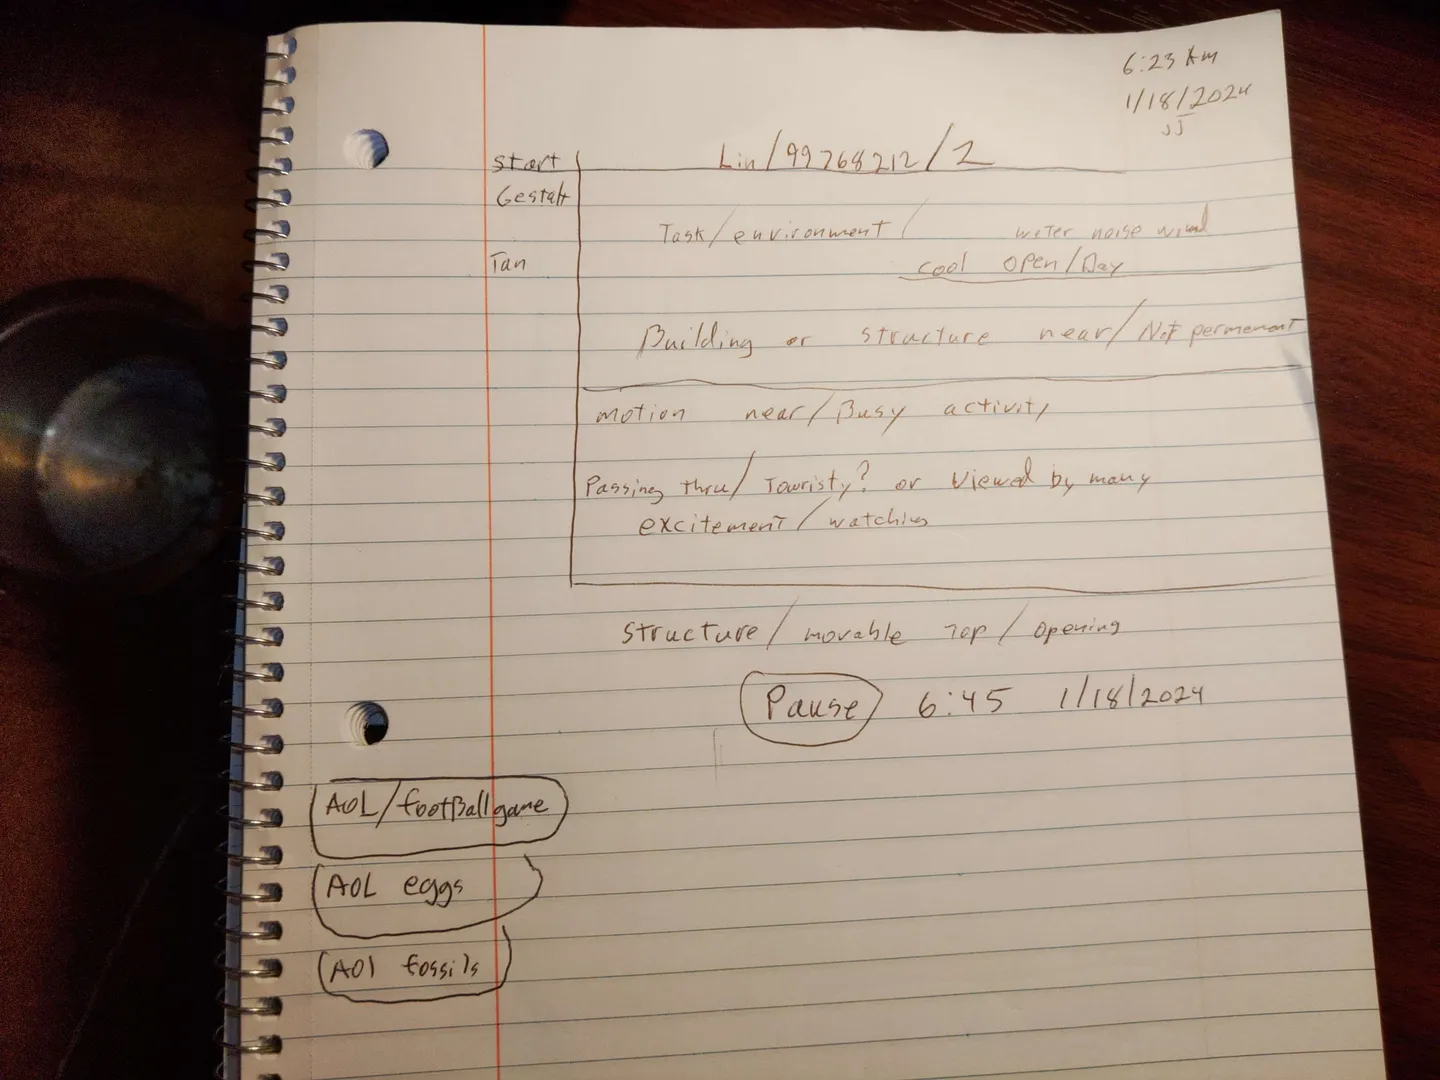 6:23 AM
1/18/2024
JJ
Start
Lin/99768212/2
Gestalt
Task/environment/ water noise wind
Tan
cool open/Day
Building or structure near/Not permenant
motion near/Busy activity
Passing thru/Touristy? or viewed by many
excitement/watching
structure/movable Top/opening
Pause 6:45 1/18/2024
AOL/football game
AOL eggs
AOl fossils